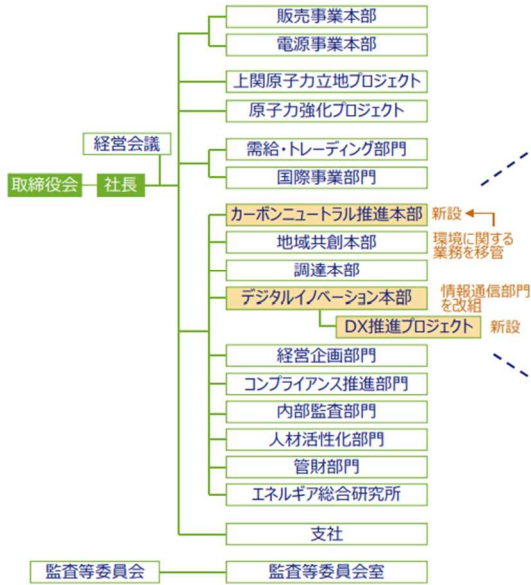 販売事業本部
電源事業本部
上関原子力立地プロジェクト
原子力強化プロジェクト
経営会議
需給・トレーディング部門
国際事業部門
取締役会
社長
カーボンニュートラル推進本部
新設
地域共創本部
環境に関する
業務を移管
調達本部
デジタルイノベーション本部
情報通信部門
を改組
DX推進プロジェクト
新設
経営企画部門
コンプライアンス推進部門
内部監査部門
人材活性化部門
管財部門
エネルギア総合研究所
支社
監査等委員会
監査等委員会室